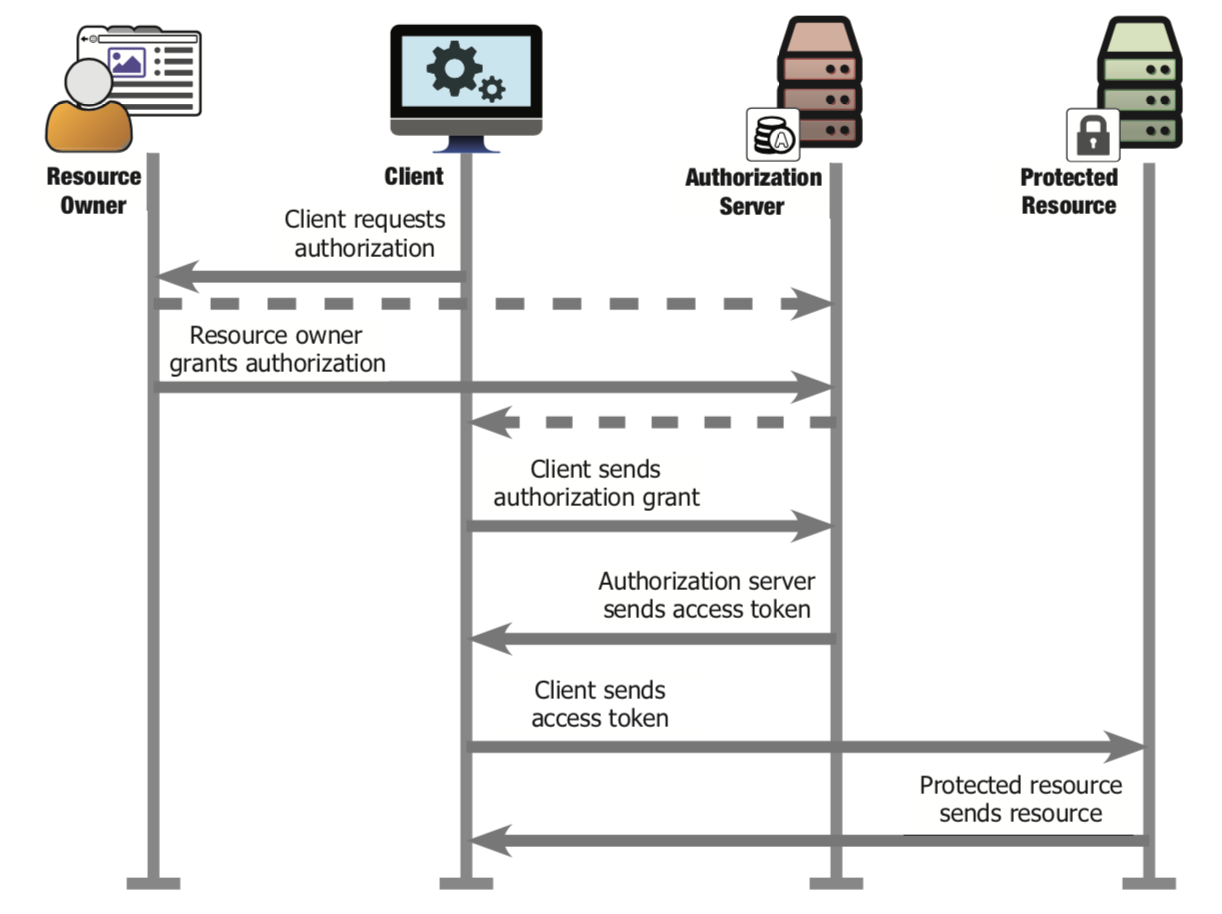 Resource
Owner
Client
Authorization
Server
Protected
Resource
Client requests
authorization
Resource owner
grants authorization
Client sends
authorization grant
Authorization server
sends access token
Client sends
access token
Protected resource
sends resource
A